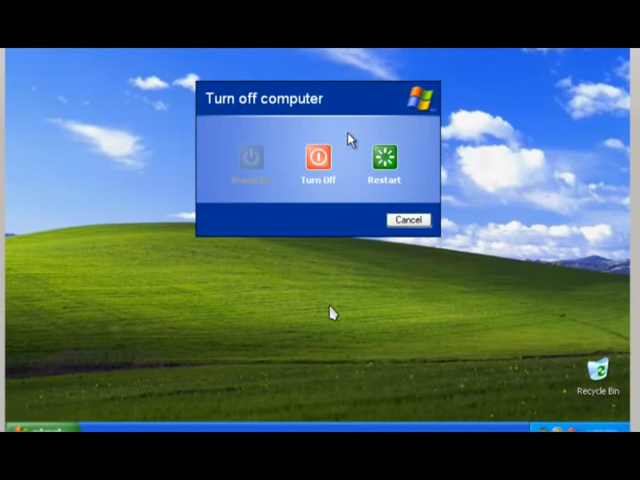 Turn off computer
Turn Off
Restart
Cancel
Recycle Bin